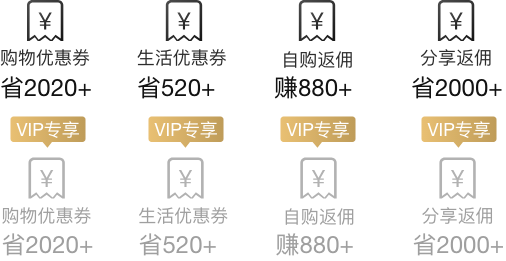 ¥ ¥ ¥ ¥
购物优惠券 生活优惠券 自购返佣 分享返佣
省2020+ 省520+ 赚880+ 省2000+
VIP专享 VIP专享 VIP专享 VIP专享
¥ ¥ ¥ ¥
购物优惠券 生活优惠券 自购返佣 分享返佣
省2020+ 省520+ 赚880+ 省2000+